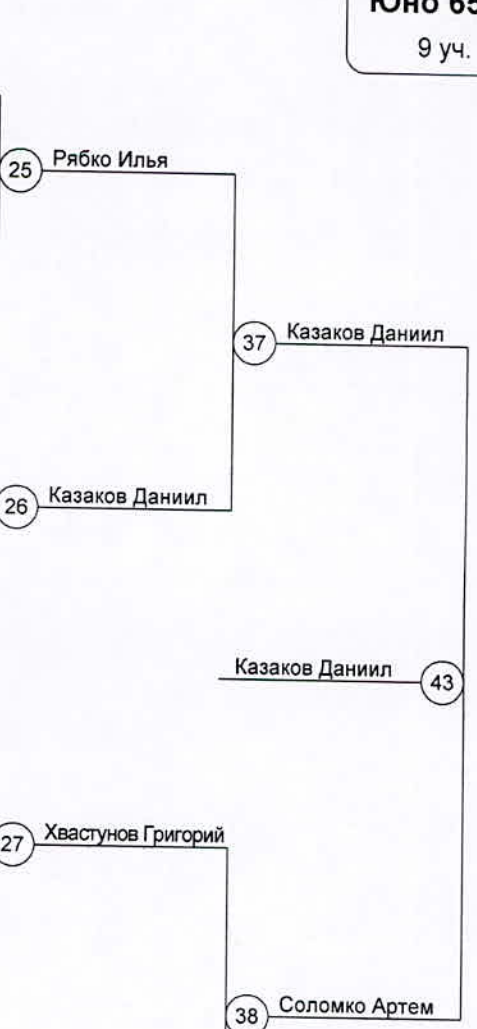 Юно 65
9 уч.
25 Рябко Илья
37 Казаков Даниил
26 Казаков Даниил
Казаков Даниил 43
27 Хвастунов Григорий
38 Соломко Артем